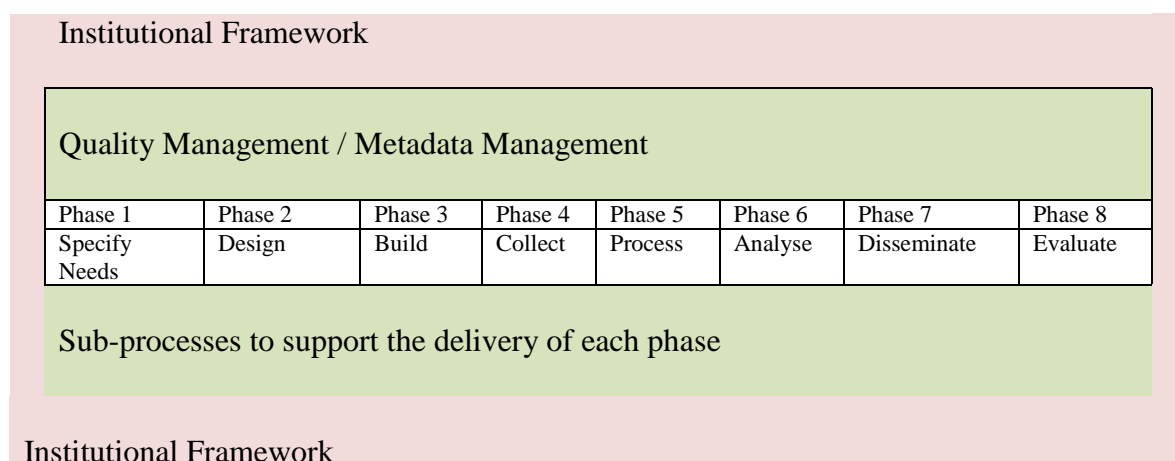 Institutional Framework
Quality Management / Metadata Management
Phase 1 Phase 2 Phase 3 Phase 4 Phase 5 Phase 6 Phase 7 Phase 8
Specify Design Build Collect Process Analyse Disseminate Evaluate
Needs
Sub-processes to support the delivery of each phase
Institutional Framework